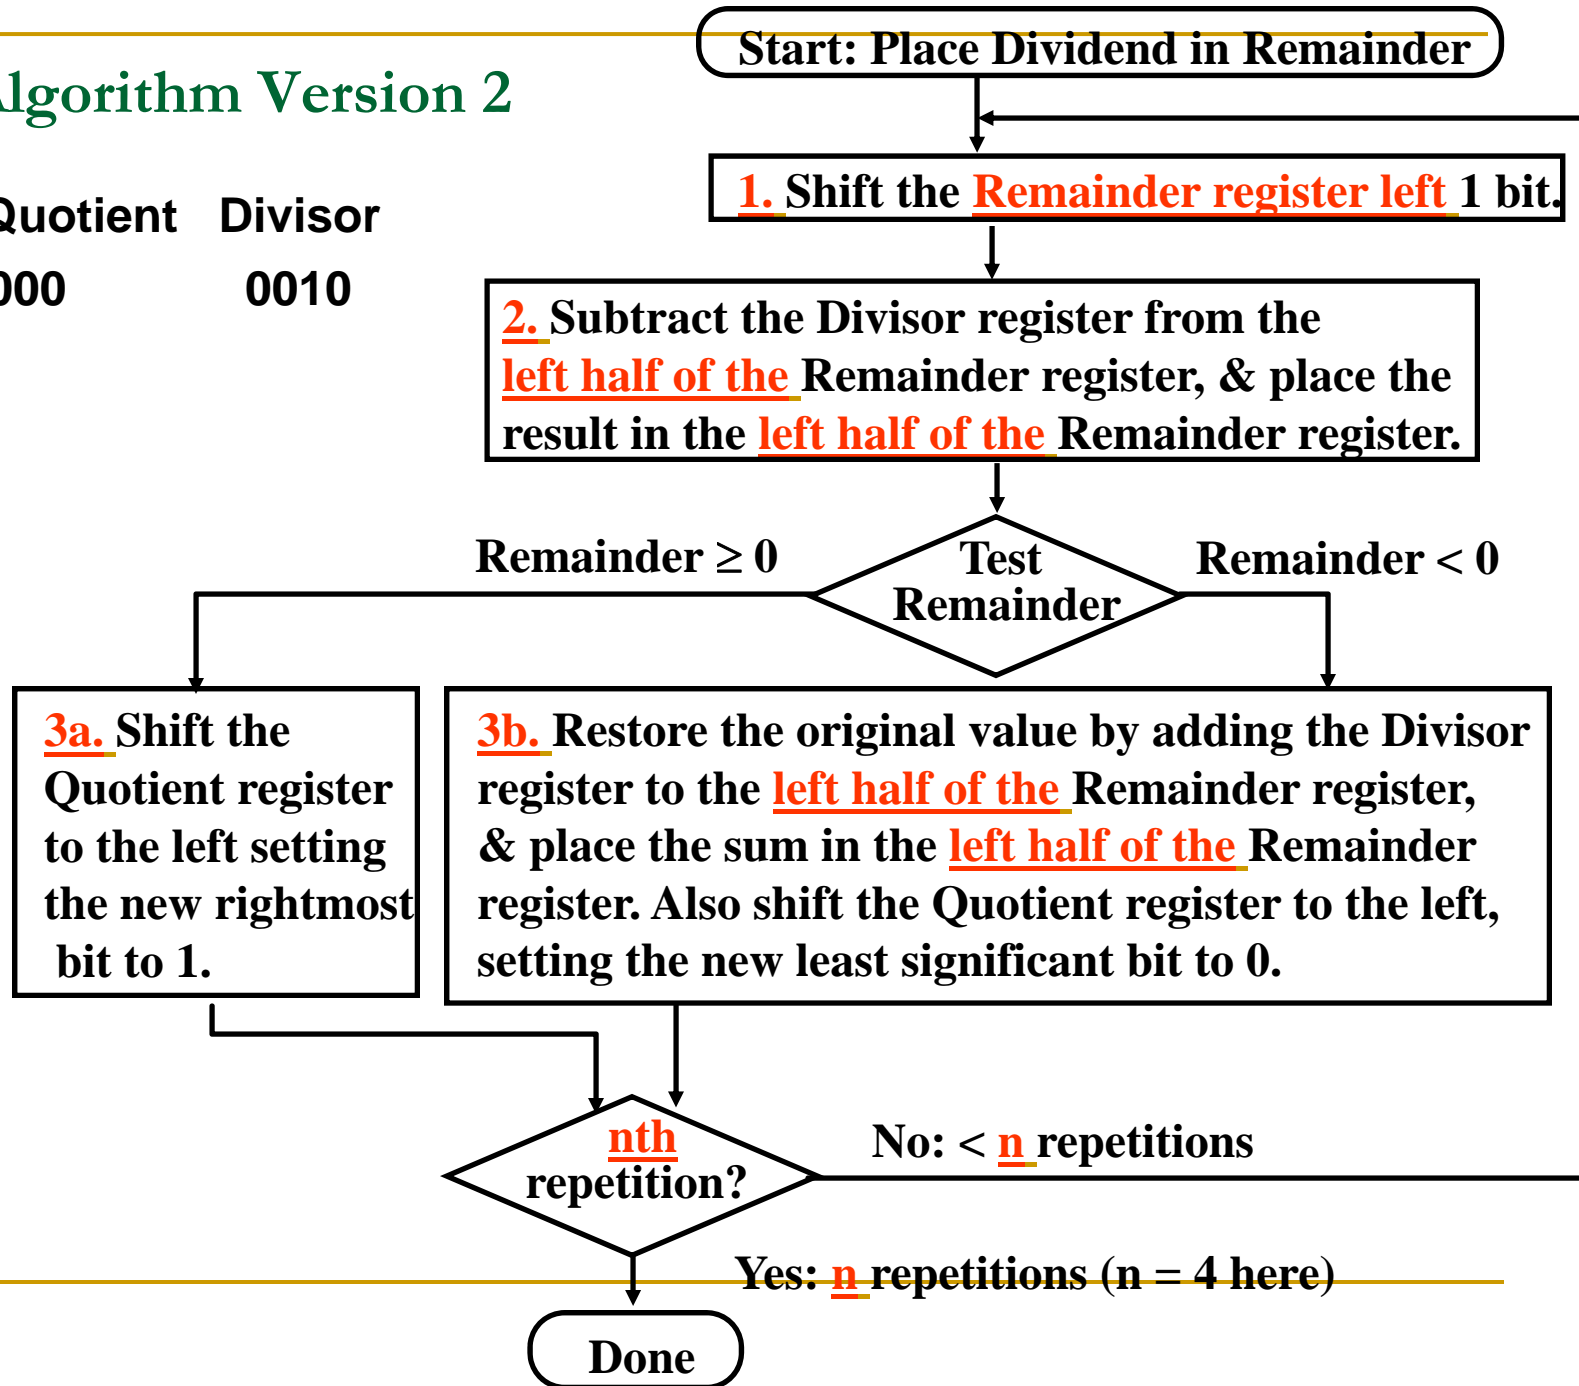 Start: Place Dividend in Remainder
lgorithm Version 2
1. Shift the Remainder register left 1 bit.
Quotient Divisor
000 0010
2. Subtract the Divisor register from the
left half of the Remainder register, & place the
result in the left half of the Remainder register.
Remainder ≥ 0
Test
Remainder
Remainder < 0
3a. Shift the
Quotient register
to the left setting
the new rightmost
bit to 1.
3b. Restore the original value by adding the Divisor
register to the left half of the Remainder register,
& place the sum in the left half of the Remainder
register. Also shift the Quotient register to the left,
setting the new least significant bit to 0.
nth
repetition?
No: < n repetitions
Yes: n repetitions (n = 4 here)
Done